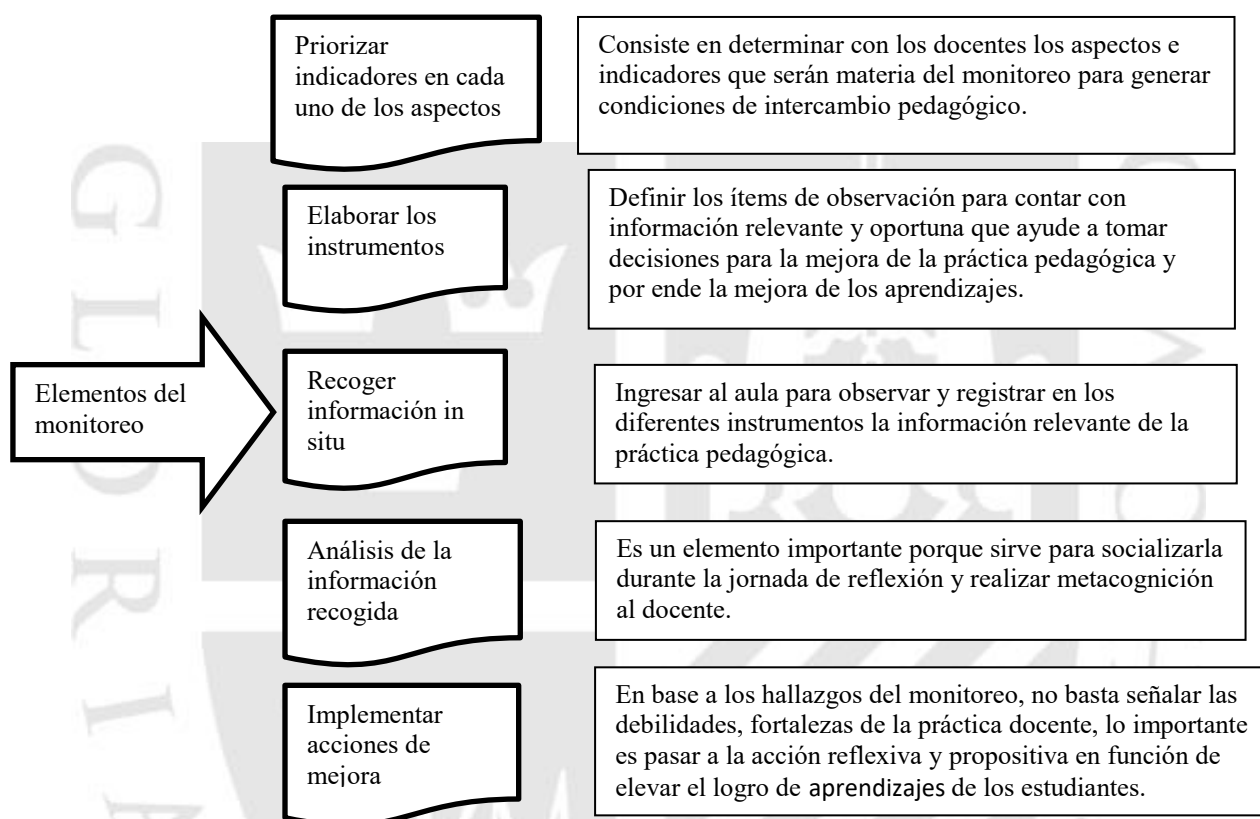 Priorizar
indicadores en cada
uno de los aspectos
Consiste en determinar con los docentes los aspectos e
indicadores que serán materia del monitoreo para generar
condiciones de intercambio pedagógico.
Elaborar los
instrumentos
Definir los ítems de observación para contar con
información relevante y oportuna que ayude a tomar
decisiones para la mejora de la práctica pedagógica y
por ende la mejora de los aprendizajes.
Elementos del
monitoreo
Recoger
información in
situ
Ingresar al aula para observar y registrar en los
diferentes instrumentos la información relevante de la
práctica pedagógica.
Análisis de la
información
recogida
Es un elemento importante porque sirve para socializarla
durante la jornada de reflexión y realizar metacognición
al docente.
Implementar
acciones de
mejora
En base a los hallazgos del monitoreo, no basta señalar las
debilidades, fortalezas de la práctica docente, lo importante
es pasar a la acción reflexiva y propositiva en función de
elevar el logro de aprendizajes de los estudiantes.
GLORIA